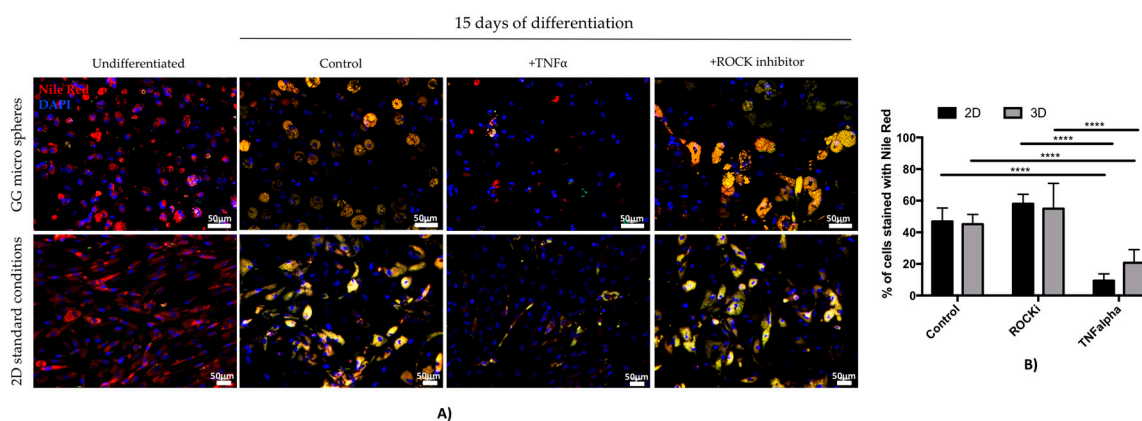 15 days of differentiation
Undifferentiated
Control
+TNFα
+ROCK inhibitor
GG micro spheres
Nile Red
DAPI
50µm
50µm
50µm
50µm
2D standard conditions
50µm
50µm
50µm
50µm
A)
2D
3D
% of cells stained with Nile Red
100
80
60
40
20
0
****
****
****
****
Control
ROCKi
TNFalpha
B)